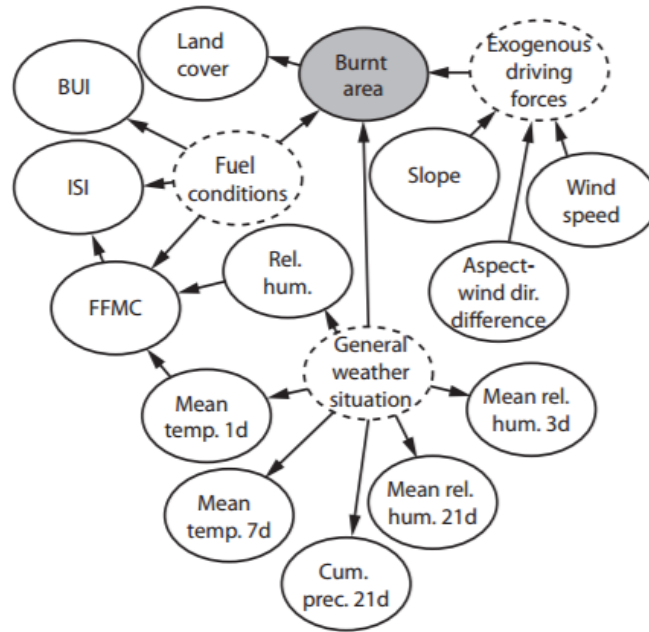 Land
cover
Burnt
area
Exogenous
driving
forces
BUI
Fuel
conditions
ISI
Slope
Wind
speed
Rel.
hum.
Aspect-
wind dir.
difference
FFMC
General
weather
situation
Mean
temp. 1d
Mean rel.
hum. 3d
Mean
temp. 7d
Mean rel.
hum. 21d
Cum.
prec. 21d